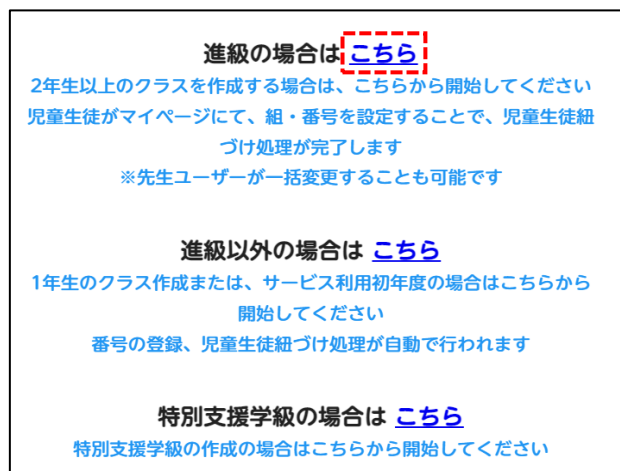 進級の場合は こちら
2年生以上のクラスを作成する場合は、こちらから開始してください
児童生徒がマイページにて、組・番号を設定することで、児童生徒紐
づけ処理が完了します
※先生ユーザーが一括変更することも可能です
進級以外の場合は こちら
1年生のクラス作成または、サービス利用初年度の場合はこちらから
開始してください
番号の登録、児童生徒紐づけ処理が自動で行われます
特別支援学級の場合は こちら
特別支援学級の作成の場合はこちらから開始してください